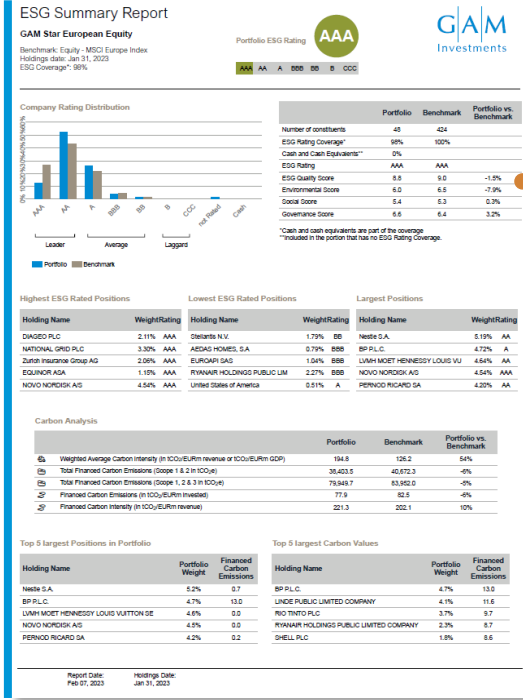 ESG Summary Report
GAM Star European Equity
Benchmark: Equity - MSCI Europe Index
Holdings date: Jan 31, 2023
ESG Coverage*: 98%
Portfolio ESG Rating AAA
AAA AA A BBB BB B CCC
G A M
Investments
Company Rating Distribution
0% 10%20%30%40%50%60%
AAA AA A BBB BB B CCC not Rated Cash
Leader Average Laggard
Portfolio Benchmark
Portfolio Benchmark Portfolio vs. Benchmark
Number of constituents 48 424
ESG Rating Coverage* 98% 100%
Cash and Cash Equivalents** 0%
ESG Rating AAA AAA
ESG Quality Score 8.8 9.0 -1.5%
Environmental Score 6.0 6.5 -7.9%
Social Score 5.4 5.3 0.3%
Governance Score 6.6 6.4 3.2%
*Cash and cash equivalents are part of the coverage
**Included in the portion that has no ESG Rating Coverage.
Highest ESG Rated Positions
Holding Name WeightRating
DIAGEO PLC 2.11% AAA
NATIONAL GRID PLC 3.30% AAA
Zurich Insurance Group AG 2.06% AAA
EQUINOR ASA 1.15% AAA
NOVO NORDISK A/S 4.54% AAA
Lowest ESG Rated Positions
Holding Name WeightRating
Stellantis N.V. 1.79% BB
AEDAS HOMES, S.A 0.79% BBB
EUROAPI SAS 1.04% BBB
RYANAIR HOLDINGS PUBLIC LIM 2.27% BBB
United States of America 0.51% A
Largest Positions
Holding Name WeightRating
Nestle S.A. 5.19% AA
BP P.L.C. 4.72% A
LVMH MOET HENNESSY LOUIS VU 4.64% AA
NOVO NORDISK A/S 4.54% AAA
PERNOD RICARD SA 4.20% AA
Carbon Analysis
Portfolio Benchmark Portfolio vs. Benchmark
Weighted Average Carbon Intensity (in tCO2/EURm revenue or tCO2/EURm GDP) 194.8 126.2 54%
Total Financed Carbon Emissions (Scope 1 & 2 in tCO2e) 38,403.5 40,672.3 -6%
Total Financed Carbon Emissions (Scope 1, 2 & 3 in tCO2e) 79,949.7 83,952.0 -5%
Financed Carbon Emissions (in tCO2/EURm Invested) 77.9 82.5 -6%
Financed Carbon Intensity (in tCO2/EURm revenue) 221.3 202.1 10%
Top 5 largest Positions in Portfolio
Holding Name Portfolio Weight Financed Carbon Emissions
Nestle S.A. 5.2% 0.7
BP P.L.C. 4.7% 13.0
LVMH MOET HENNESSY LOUIS VUITTON SE 4.6% 0.0
NOVO NORDISK A/S 4.5% 0.0
PERNOD RICARD SA 4.2% 0.2
Top 5 largest Carbon Values
Holding Name Portfolio Weight Financed Carbon Emissions
BP P.L.C. 4.7% 13.0
LINDE PUBLIC LIMITED COMPANY 4.1% 11.6
RIO TINTO PLC 3.7% 9.7
RYANAIR HOLDINGS PUBLIC LIMITED COMPANY 2.3% 8.7
SHELL PLC 1.8% 8.6
Report Date: Holdings Date:
Feb 07, 2023 Jan 31, 2023